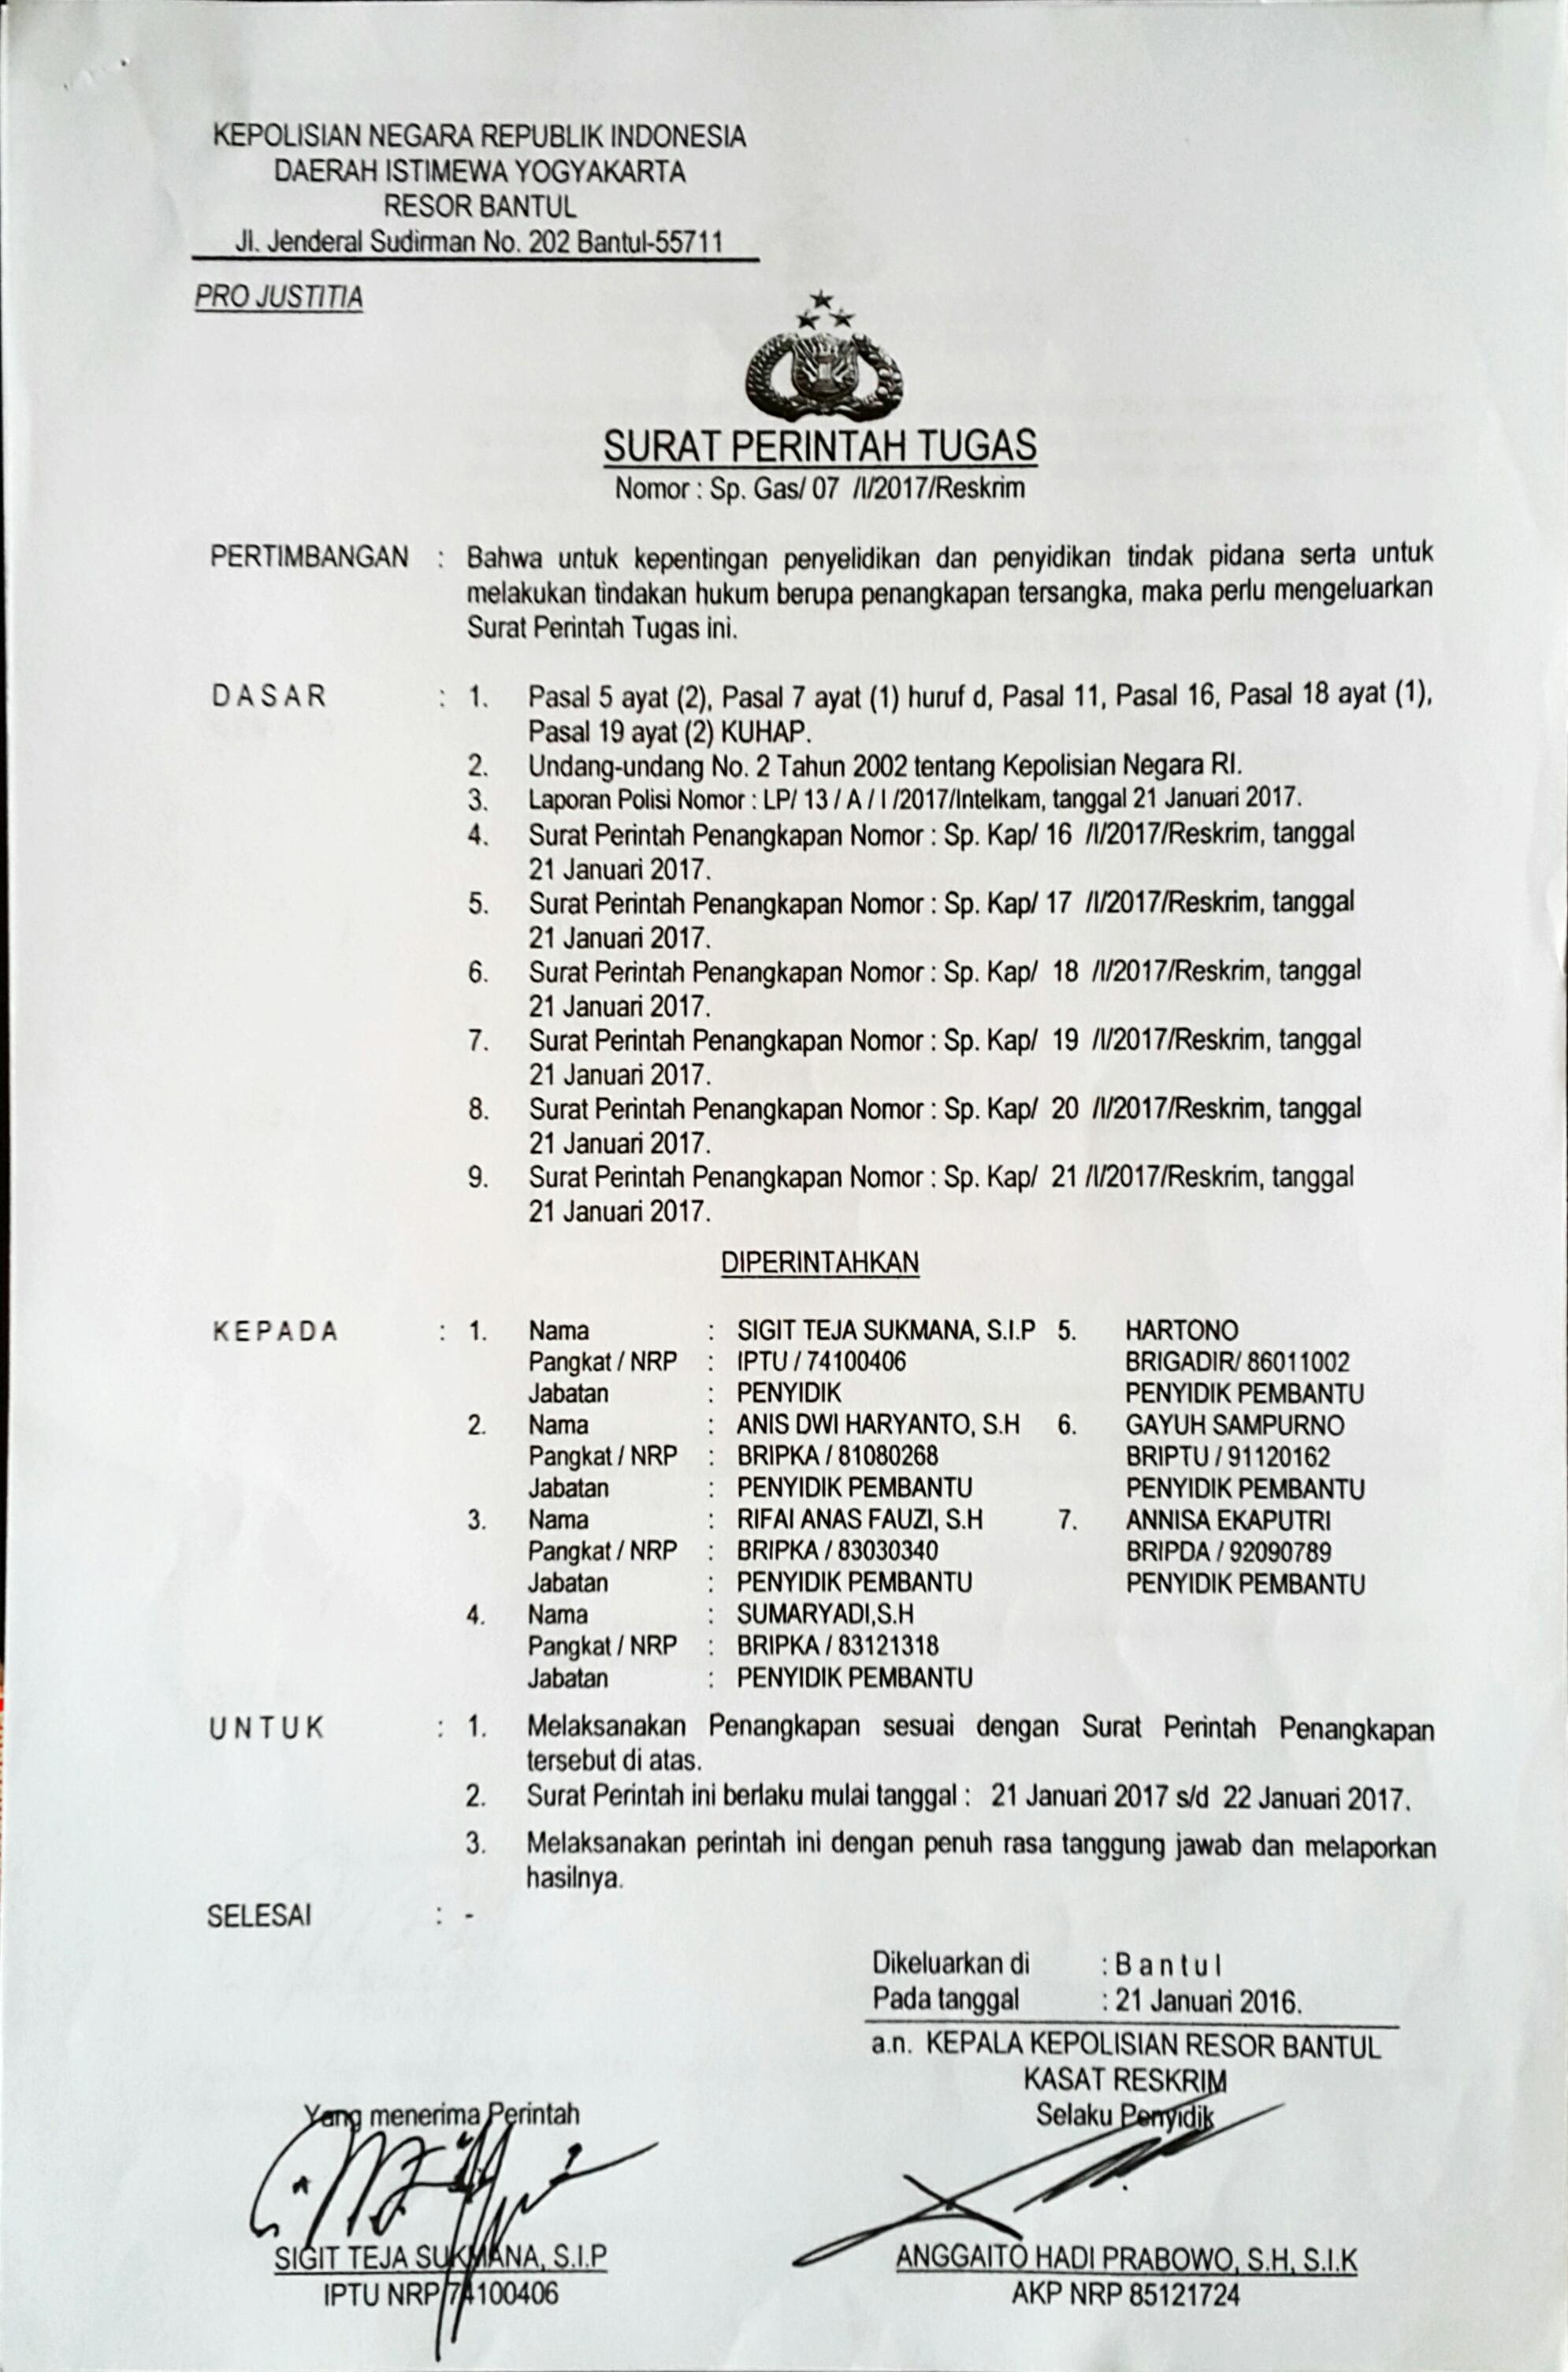 KEPOLISIAN NEGARA REPUBLIK INDONESIA
DAERAH ISTIMEWA YOGYAKARTA
RESOR BANTUL
Jl. Jenderal Sudirman No. 202 Bantul-55711
PRO JUSTITIA
SURAT PERINTAH TUGAS
Nomor : Sp. Gas/ 07 /I/2017/Reskrim
PERTIMBANGAN : Bahwa untuk kepentingan penyelidikan dan penyidikan tindak pidana serta untuk
melakukan tindakan hukum berupa penangkapan tersangka, maka perlu mengeluarkan
Surat Perintah Tugas ini.
DASAR : 1. Pasal 5 ayat (2), Pasal 7 ayat (1) huruf d, Pasal 11, Pasal 16, Pasal 18 ayat (1),
Pasal 19 ayat (2) KUHAP.
2. Undang-undang No. 2 Tahun 2002 tentang Kepolisian Negara RI.
3. Laporan Polisi Nomor : LP/ 13 / A / I /2017/Intelkam, tanggal 21 Januari 2017.
4. Surat Perintah Penangkapan Nomor : Sp. Kap/ 16 /I/2017/Reskrim, tanggal
21 Januari 2017.
5. Surat Perintah Penangkapan Nomor : Sp. Kap/ 17 /I/2017/Reskrim, tanggal
21 Januari 2017.
6. Surat Perintah Penangkapan Nomor : Sp. Kap/ 18 /I/2017/Reskrim, tanggal
21 Januari 2017.
7. Surat Perintah Penangkapan Nomor : Sp. Kap/ 19 /I/2017/Reskrim, tanggal
21 Januari 2017.
8. Surat Perintah Penangkapan Nomor : Sp. Kap/ 20 /I/2017/Reskrim, tanggal
21 Januari 2017.
9. Surat Perintah Penangkapan Nomor : Sp. Kap/ 21 /I/2017/Reskrim, tanggal
21 Januari 2017.
DIPERINTAHKAN
KEPADA : 1. Nama : SIGIT TEJA SUKMANA, S.I.P 5. HARTONO
Pangkat / NRP : IPTU / 74100406 BRIGADIR/ 86011002
Jabatan : PENYIDIK PENYIDIK PEMBANTU
2. Nama : ANIS DWI HARYANTO, S.H 6. GAYUH SAMPURNO
Pangkat / NRP : BRIPKA / 81080268 BRIPTU / 91120162
Jabatan : PENYIDIK PEMBANTU PENYIDIK PEMBANTU
3. Nama : RIFAI ANAS FAUZI, S.H 7. ANNISA EKAPUTRI
Pangkat / NRP : BRIPKA / 83030340 BRIPDA / 92090789
Jabatan : PENYIDIK PEMBANTU PENYIDIK PEMBANTU
4. Nama : SUMARYADI,S.H
Pangkat / NRP : BRIPKA / 83121318
Jabatan : PENYIDIK PEMBANTU
UNTUK : 1. Melaksanakan Penangkapan sesuai dengan Surat Perintah Penangkapan
tersebut di atas.
2. Surat Perintah ini berlaku mulai tanggal : 21 Januari 2017 s/d 22 Januari 2017.
3. Melaksanakan perintah ini dengan penuh rasa tanggung jawab dan melaporkan
hasilnya.
SELESAI : -
Dikeluarkan di : Bantul
Pada tanggal : 21 Januari 2016.
a.n. KEPALA KEPOLISIAN RESOR BANTUL
KASAT RESKRIM
Yang menerima Perintah Selaku Penyidik
SIGIT TEJA SUKMANA, S.I.P ANGGAITO HADI PRABOWO, S.H, S.I.K
IPTU NRP 74100406 AKP NRP 85121724